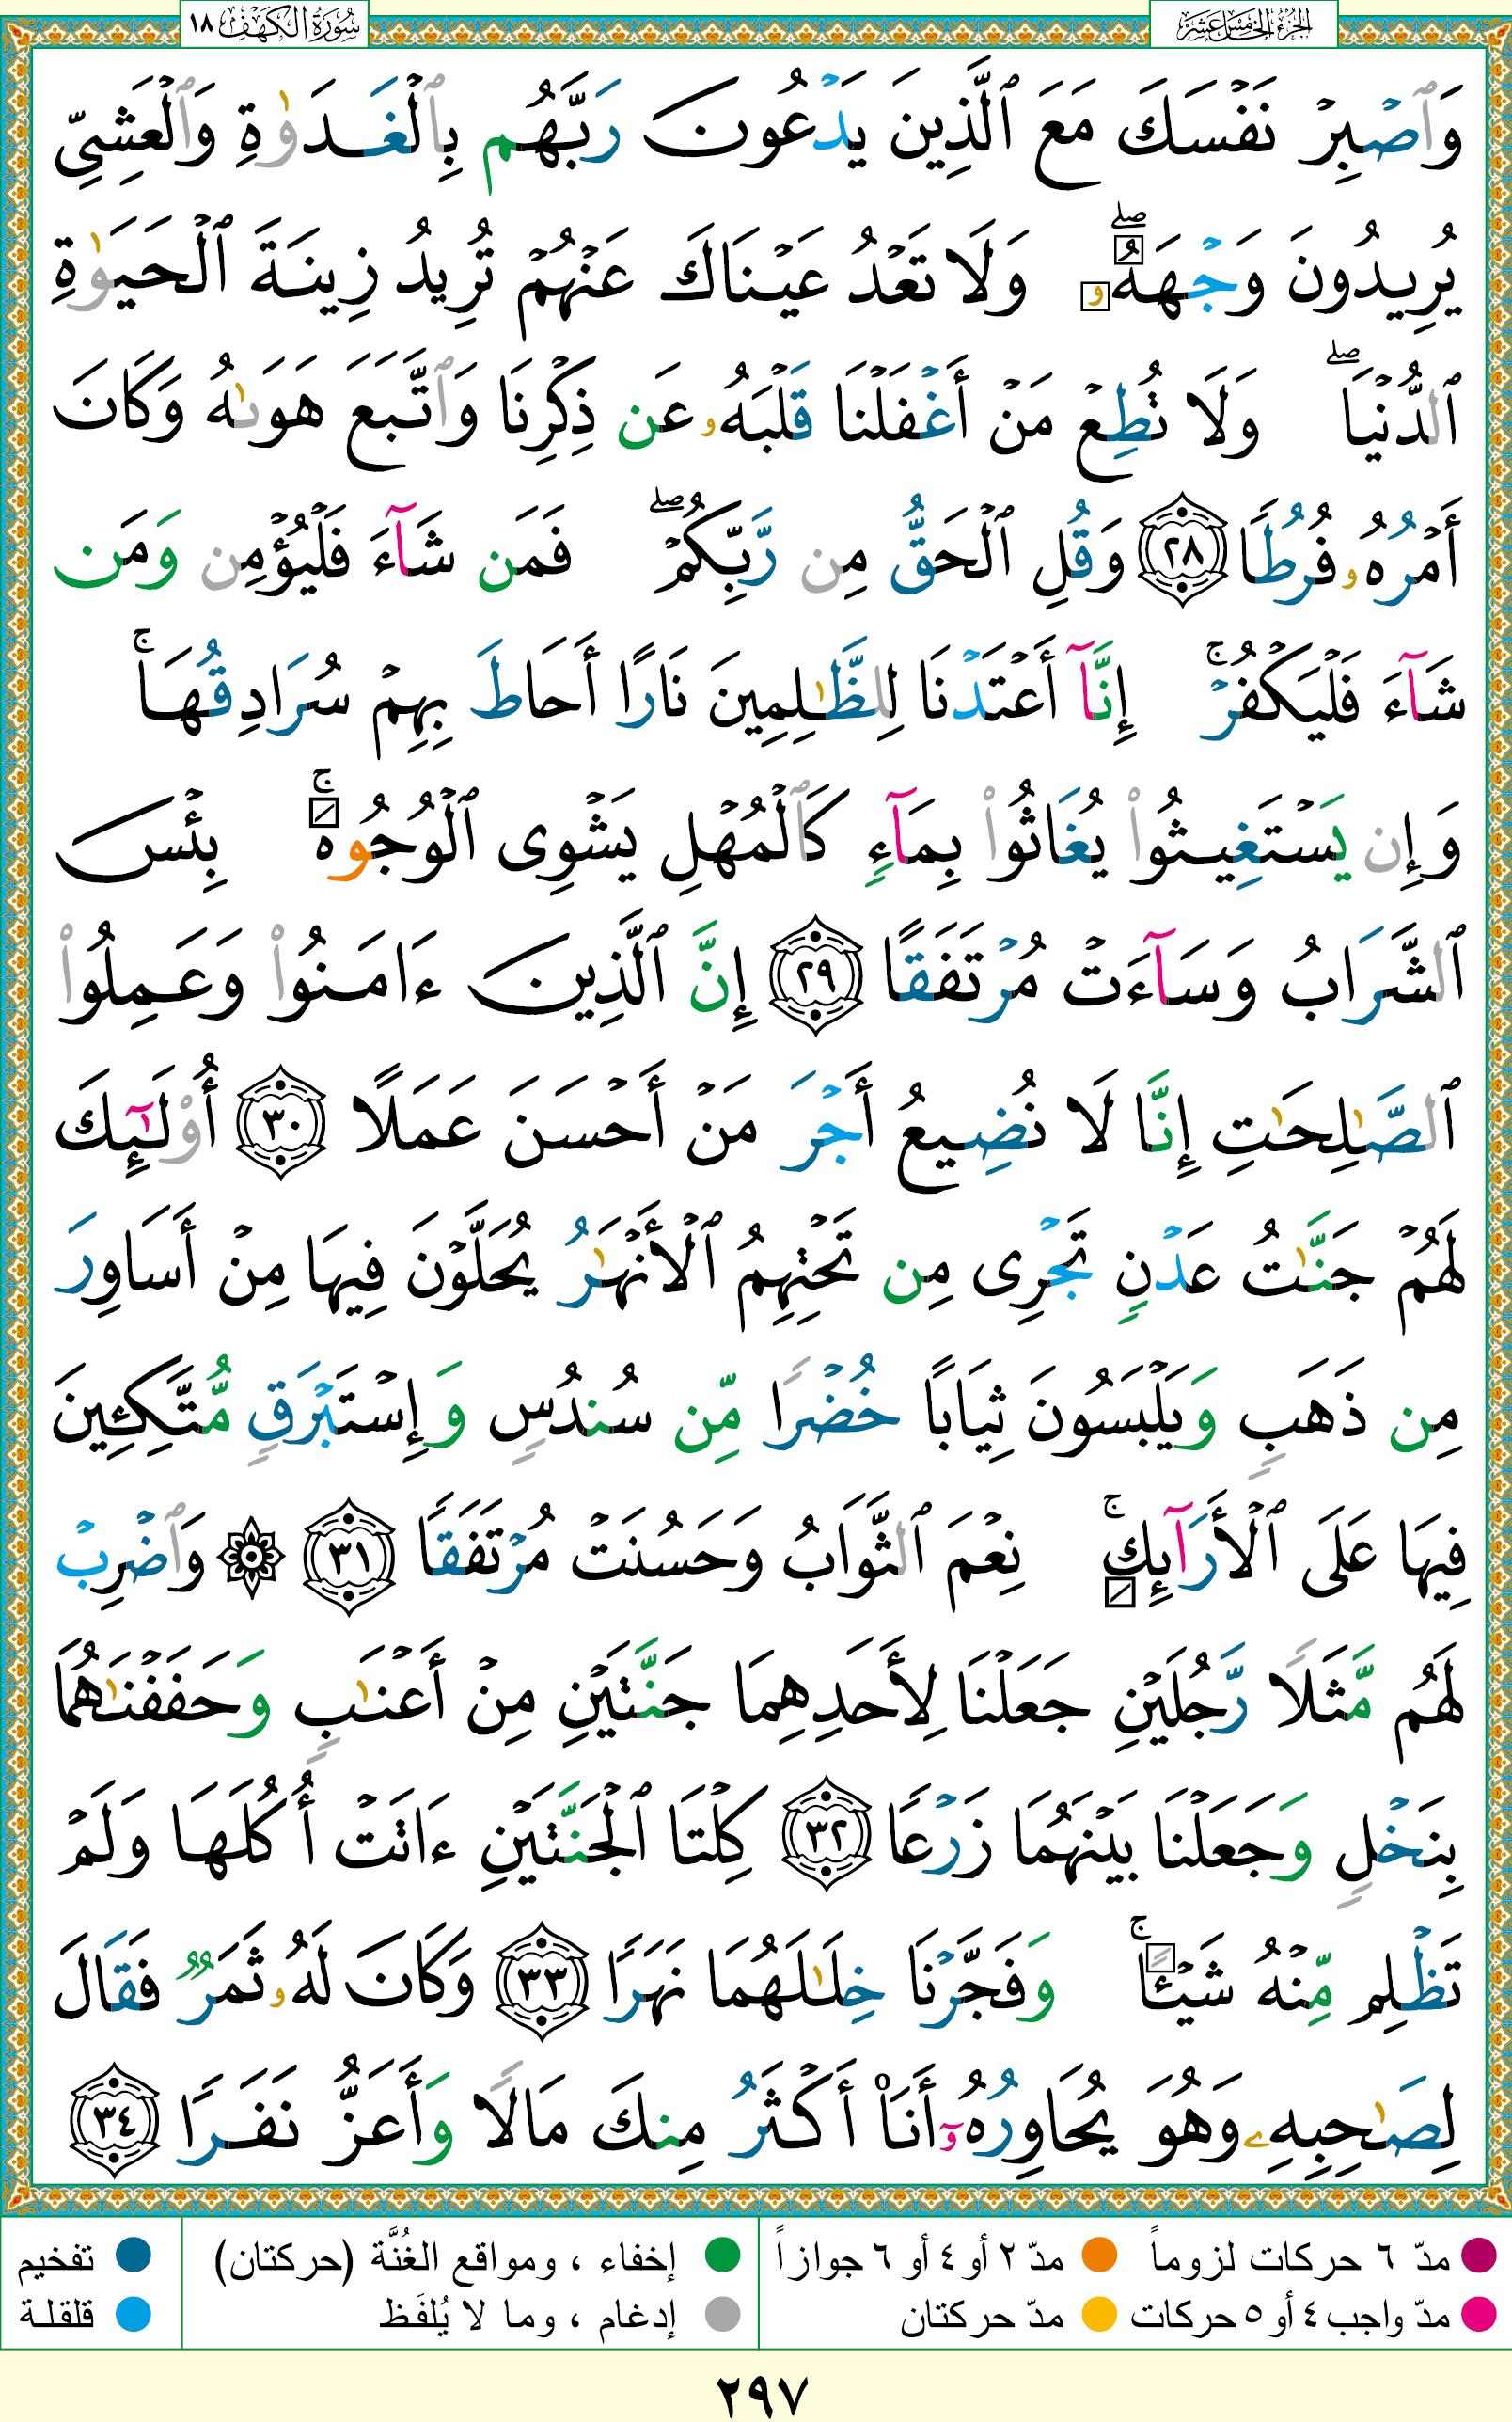 الجزء الخامس عشر
سورة الكهف ١٨
وَٱصۡبِرۡ نَفۡسَكَ مَعَ ٱلَّذِينَ يَدۡعُونَ رَبَّهُم بِٱلۡغَدَوٰةِ وَٱلۡعَشِيِّ
يُرِيدُونَ وَجۡهَهُۥۖ وَلَا تَعۡدُ عَيۡنَاكَ عَنۡهُمۡ تُرِيدُ زِينَةَ ٱلۡحَيَوٰةِ
ٱلدُّنۡيَاۖ وَلَا تُطِعۡ مَنۡ أَغۡفَلۡنَا قَلۡبَهُۥ عَن ذِكۡرِنَا وَٱتَّبَعَ هَوَىٰهُ وَكَانَ
أَمۡرُهُۥ فُرُطٗا ٢٨ وَقُلِ ٱلۡحَقُّ مِن رَّبِّكُمۡۖ فَمَن شَآءَ فَلۡيُؤۡمِن وَمَن
شَآءَ فَلۡيَكۡفُرۡۚ إِنَّآ أَعۡتَدۡنَا لِلظَّٰلِمِينَ نَارًا أَحَاطَ بِهِمۡ سُرَادِقُهَاۚ
وَإِن يَسۡتَغِيثُواْ يُغَاثُواْ بِمَآءٖ كَٱلۡمُهۡلِ يَشۡوِي ٱلۡوُجُوهَۚ بِئۡسَ
ٱلشَّرَابُ وَسَآءَتۡ مُرۡتَفَقًا ٢٩ إِنَّ ٱلَّذِينَ ءَامَنُواْ وَعَمِلُواْ
ٱلصَّٰلِحَٰتِ إِنَّا لَا نُضِيعُ أَجۡرَ مَنۡ أَحۡسَنَ عَمَلًا ٣٠ أُوْلَٰٓئِكَ
لَهُمۡ جَنَّٰتُ عَدۡنٖ تَجۡرِي مِن تَحۡتِهِمُ ٱلۡأَنۡهَٰرُ يُحَلَّوۡنَ فِيهَا مِنۡ أَسَاوِرَ
مِن ذَهَبٖ وَيَلۡبَسُونَ ثِيَابًا خُضۡرٗا مِّن سُندُسٖ وَإِسۡتَبۡرَقٖ مُّتَّكِـِٔينَ
فِيهَا عَلَى ٱلۡأَرَآئِكِۚ نِعۡمَ ٱلثَّوَابُ وَحَسُنَتۡ مُرۡتَفَقٗا ٣١ ۞ وَٱضۡرِبۡ
لَهُم مَّثَلٗا رَّجُلَيۡنِ جَعَلۡنَا لِأَحَدِهِمَا جَنَّتَيۡنِ مِنۡ أَعۡنَٰبٖ وَحَفَفۡنَٰهُمَا
بِنَخۡلٖ وَجَعَلۡنَا بَيۡنَهُمَا زَرۡعٗا ٣٢ كِلۡتَا ٱلۡجَنَّتَيۡنِ ءَاتَتۡ أُكُلَهَا وَلَمۡ
تَظۡلِم مِّنۡهُ شَيۡـٔٗاۚ وَفَجَّرۡنَا خِلَٰلَهُمَا نَهَرٗا ٣٣ وَكَانَ لَهُۥ ثَمَرٞ فَقَالَ
لِصَٰحِبِهِۦ وَهُوَ يُحَاوِرُهُۥٓ أَنَا۠ أَكۡثَرُ مِنكَ مَالٗا وَأَعَزُّ نَفَرٗا ٣٤
مدّ ٦ حركات لزوماً
مدّ ٢ أو ٤ أو ٦ جوازاً
إخفاء ، ومواقع الغُنَّة (حركتان)
تفخيم
مدّ واجب ٤ أو ٥ حركات
مدّ حركتان
إدغام ، وما لا يُلفَظ
قلقلة
٢٩٧